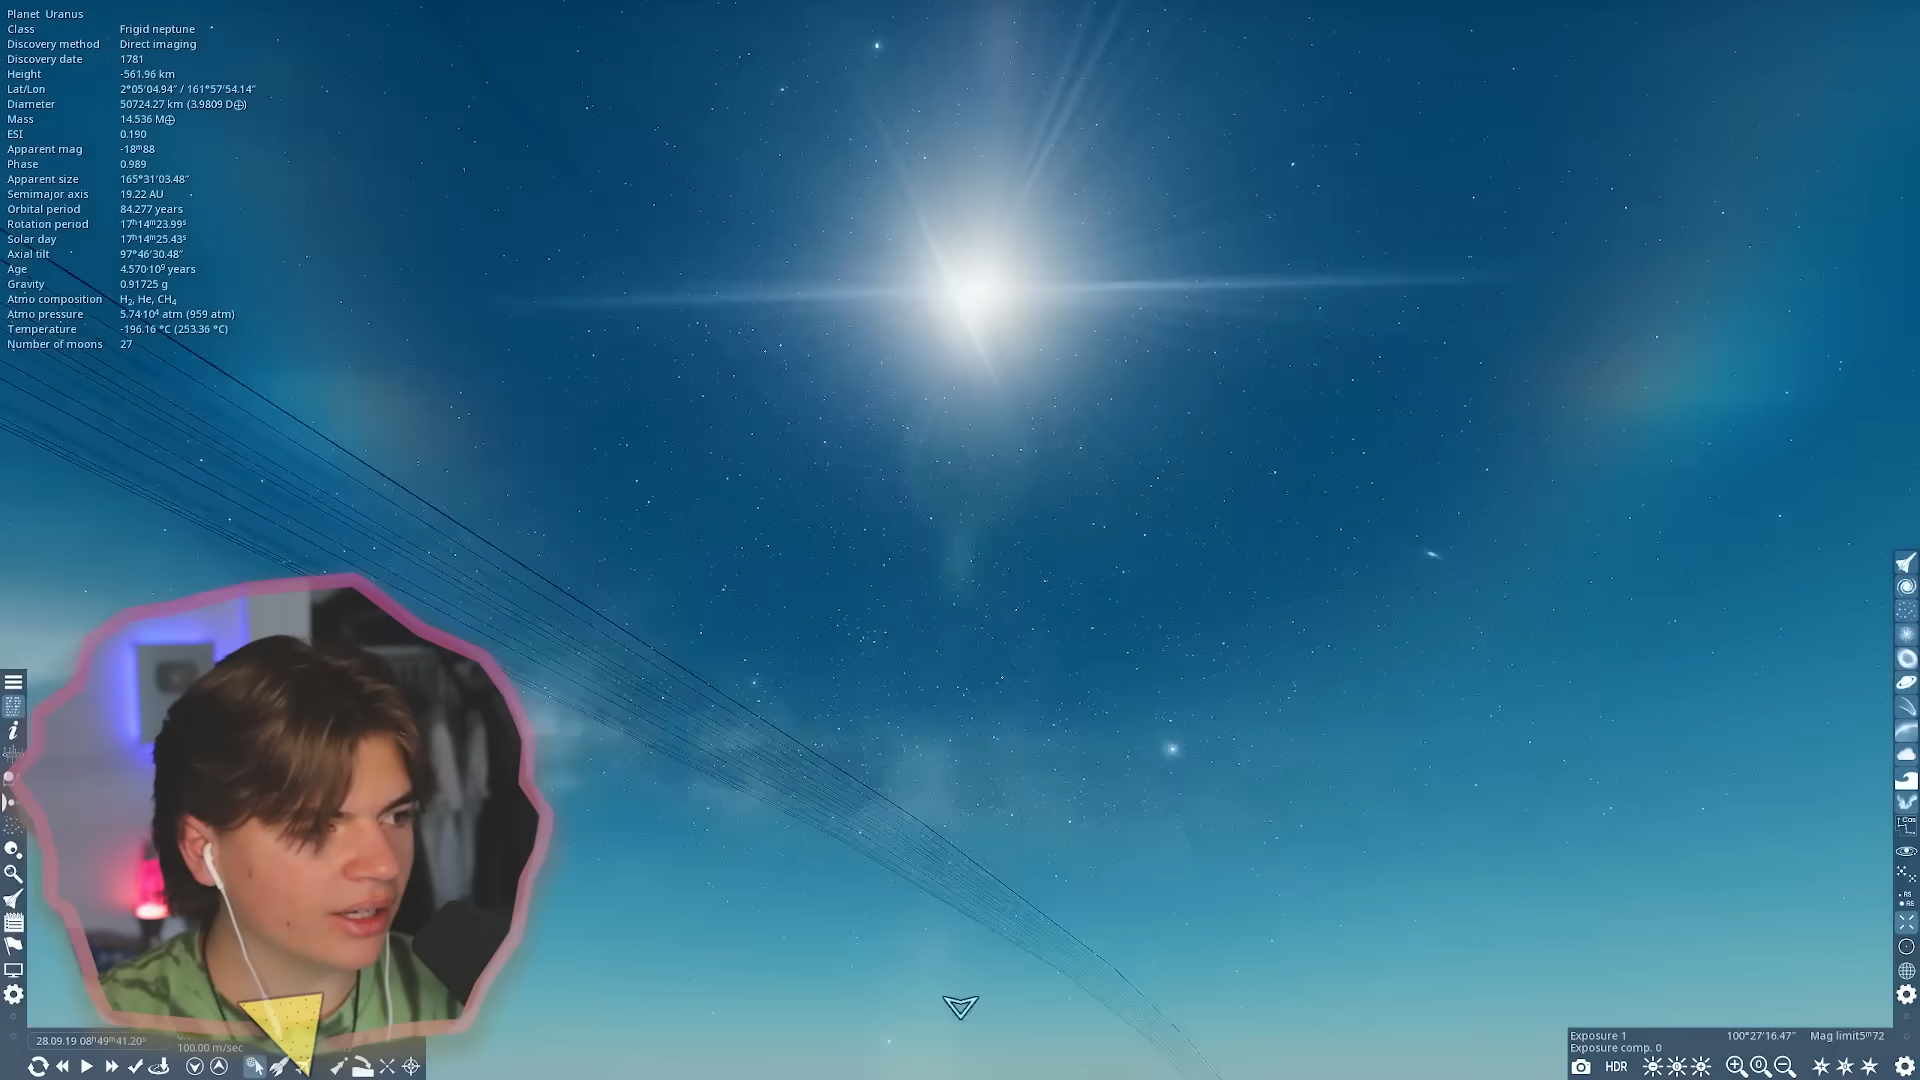 Planet Uranus
Class Frigid neptune
Discovery method Direct imaging
Discovery date 1781
Height -561.96 km
Lat/Lon 2°05′04.94″ / 161°57′54.14″
Diameter 50724.27 km (3.9809 D⊕)
Mass 14.536 M⊕
ESI 0.190
Apparent mag -18ᵐ88
Phase 0.989
Apparent size 165°31′03.48″
Semimajor axis 19.22 AU
Orbital period 84.277 years
Rotation period 17ʰ14ᵐ23.99ˢ
Solar day 17ʰ14ᵐ25.43ˢ
Axial tilt 97°46′30.48″
Age 4.570·10⁹ years
Gravity 0.91725 g
Atmo composition H₂, He, CH₄
Atmo pressure 5.74·10⁴ atm (959 atm)
Temperature -196.16 °C (253.36 °C)
Number of moons 27
28.09.19 08ʰ49ᵐ41.20ˢ
100.00 m/sec
Exposure 1 100°27′16.47″ Mag limit5ᵐ72
Exposure comp. 0
HDR
RS
RS